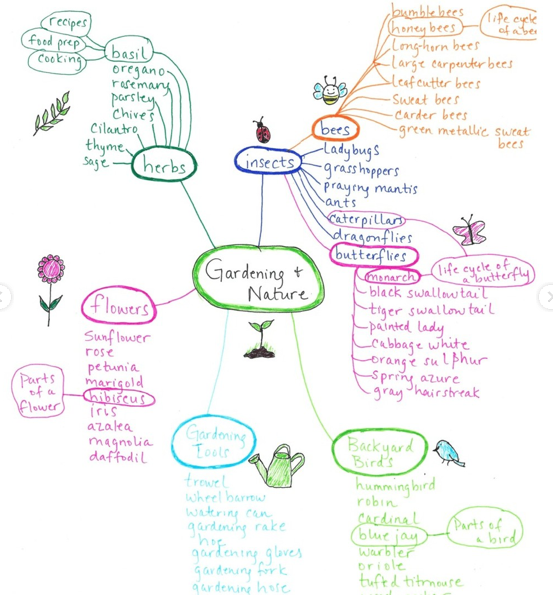 recipes
food prep
cooking
basil
oregano
rosemary
parsley
chives
cilantro
thyme
sage
herbs
bumble bees
honey bees
life cycle
of a bee
Long-horn bees
large carpenter bees
leaf cutter bees
sweat bees
carder bees
green metallic sweat
bees
bees
insects
Ladybugs
grasshoppers
praying mantis
ants
caterpillars
dragonflies
butterflies
monarch
life cycle of
a butterfly
black swallowtail
tiger swallowtail
painted lady
cabbage white
orange sulphur
spring azure
gray hairstreak
Gardening +
Nature
flowers
Sunflower
rose
petunia
marigold
hibiscus
Parts
of a
flower
iris
azalea
magnolia
daffodil
Gardening
Tools
trowel
wheel barrow
watering can
gardening rake
hoe
gardening gloves
gardening fork
gardening hose
Backyard
Birds
hummingbird
robin
cardinal
blue jay
Parts of
a bird
warbler
oriole
tufted titmouse